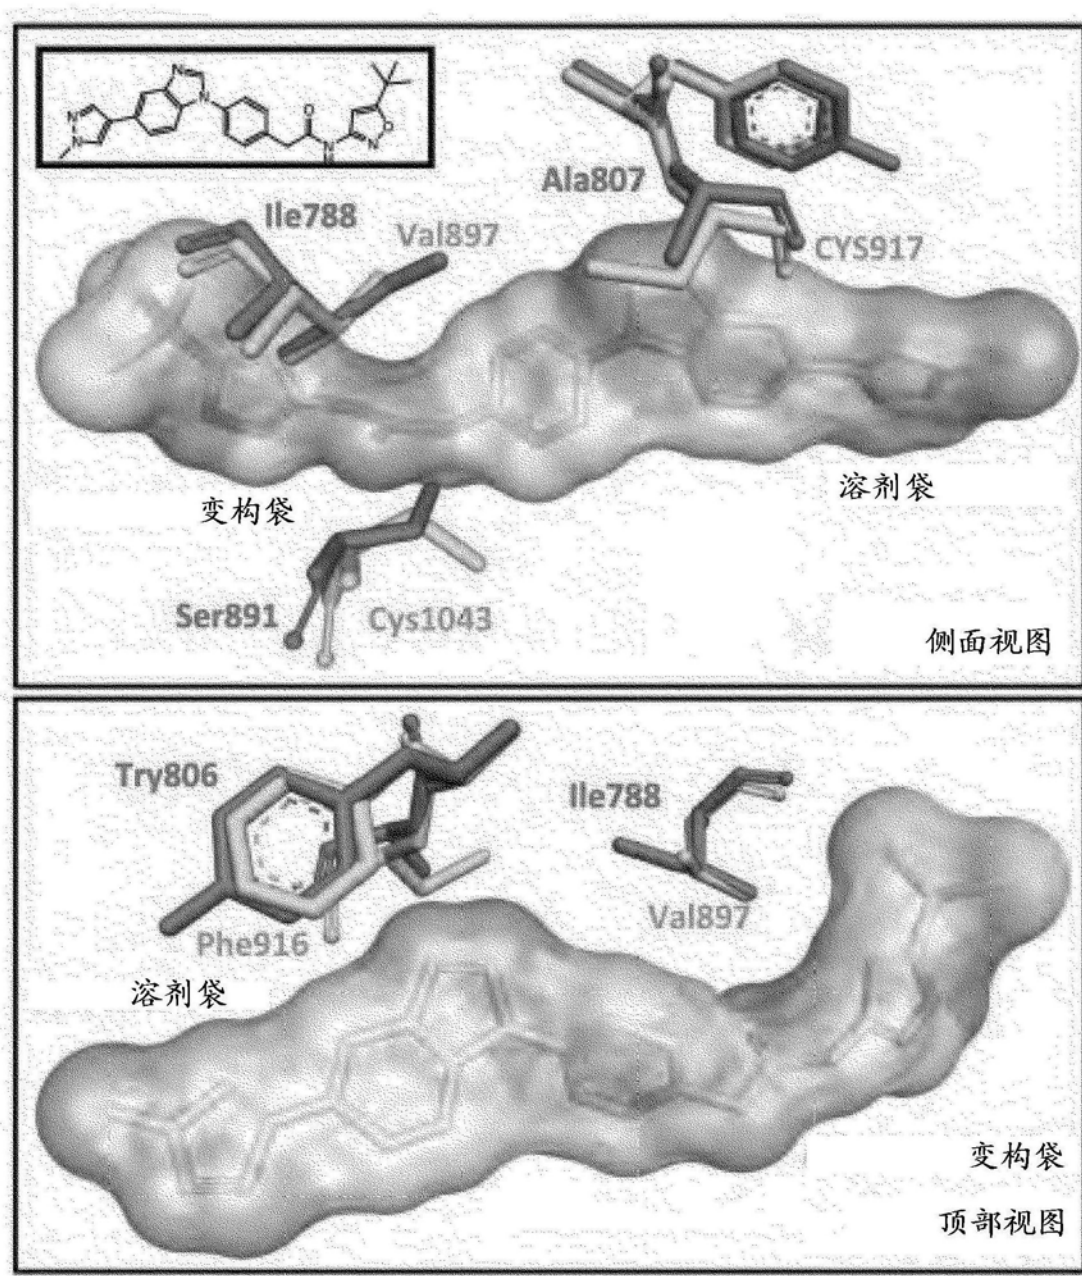 N
N
N
N
O
N
H
N
O
Ile788
Val897
Ala807
CYS917
变构袋
溶剂袋
Ser891
Cys1043
侧面视图
Try806
Ile788
Phe916
Val897
溶剂袋
变构袋
顶部视图